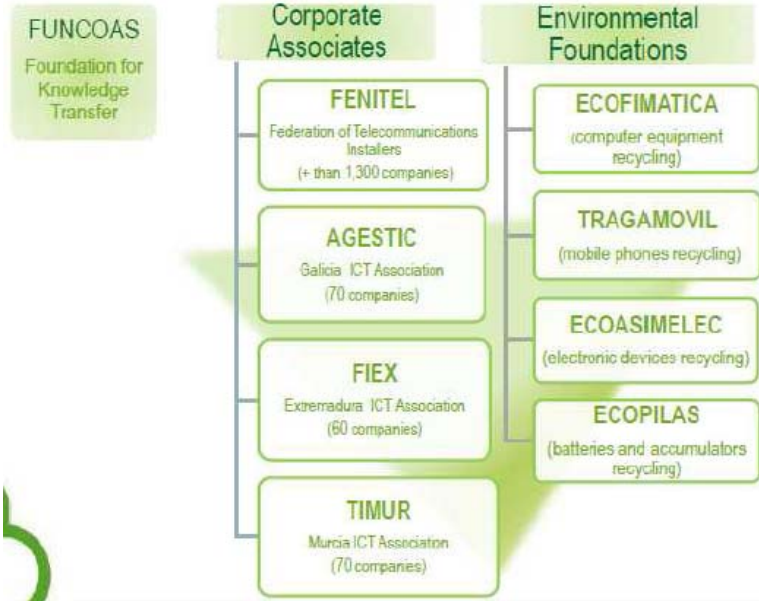 FUNCOAS
Foundation for
Knowledge
Transfer
Corporate
Associates
FENITEL
Federation of Telecommunications
Installers
(+ than 1,300 companies)
AGESTIC
Galicia ICT Association
(70 companies)
FIEX
Extremadura ICT Association
(60 companies)
TIMUR
Murcia ICT Association
(70 companies)
Environmental
Foundations
ECOFIMATICA
(computer equipment
recycling)
TRAGAMOVIL
(mobile phones recycling)
ECOASIMELEC
(electronic devices recycling)
ECOPILAS
(batteries and accumulators
recycling)